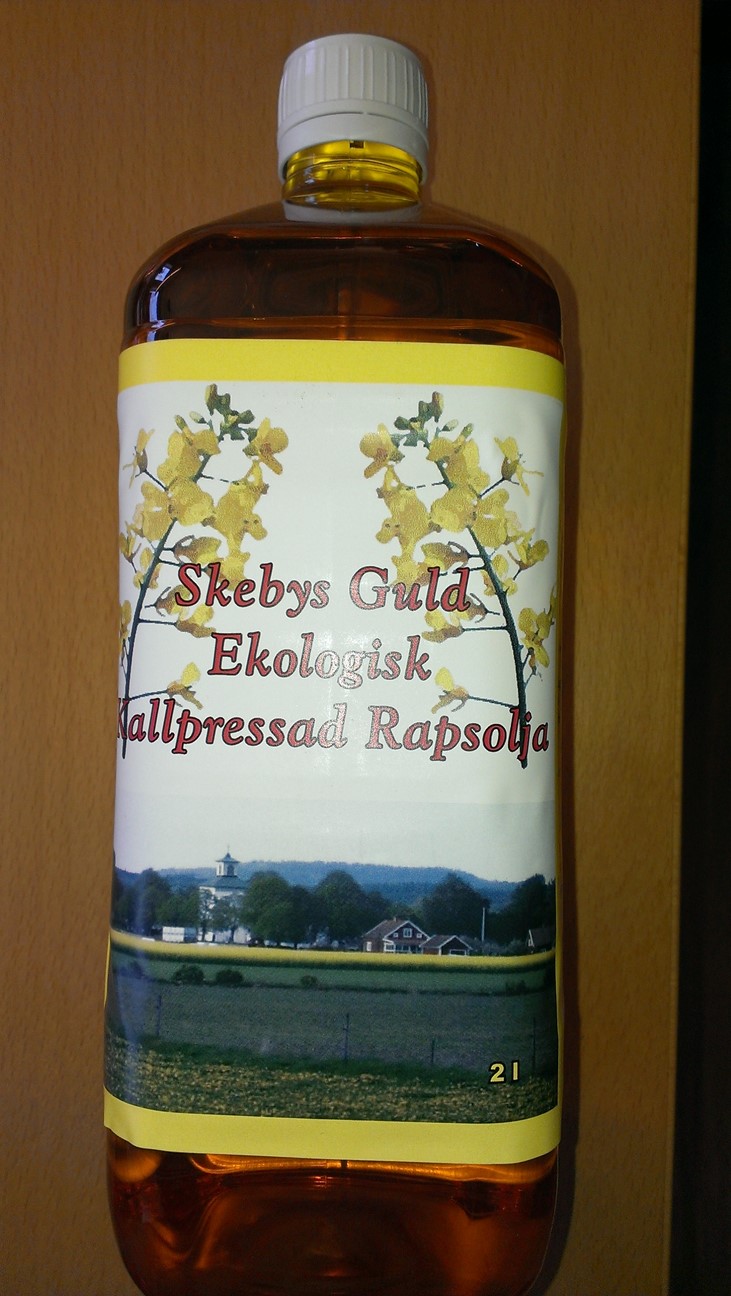 Skebys Guld
Ekologisk
Kallpressad Rapsolja
2 l